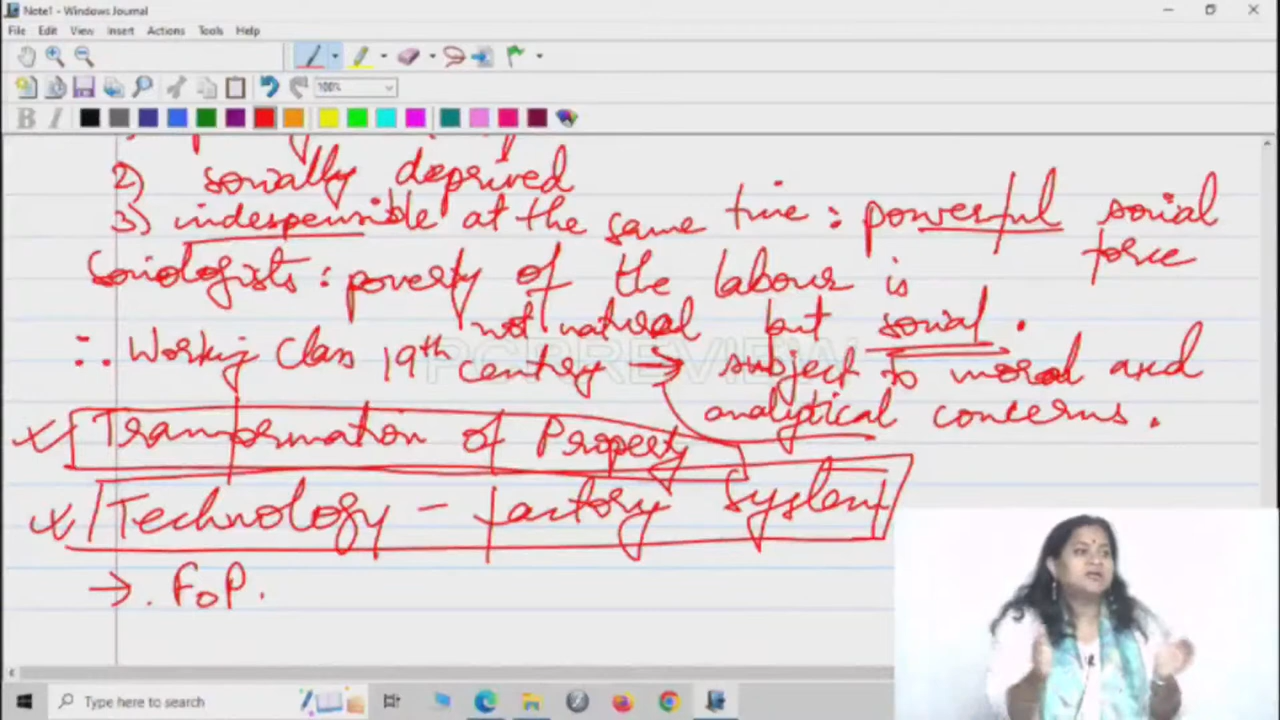 Note1 - Windows Journal
File Edit View Insert Actions Tools Help
100%
B I
2) socially deprived
3) indespensible at the same time : powerful social force
Sociologists : poverty of the labour is
not natural but social .
∴ Working Class 19th century → subject to moral and
analytical concerns .
Transformation of Property
Technology - factory system
→ . FoP .
Type here to search